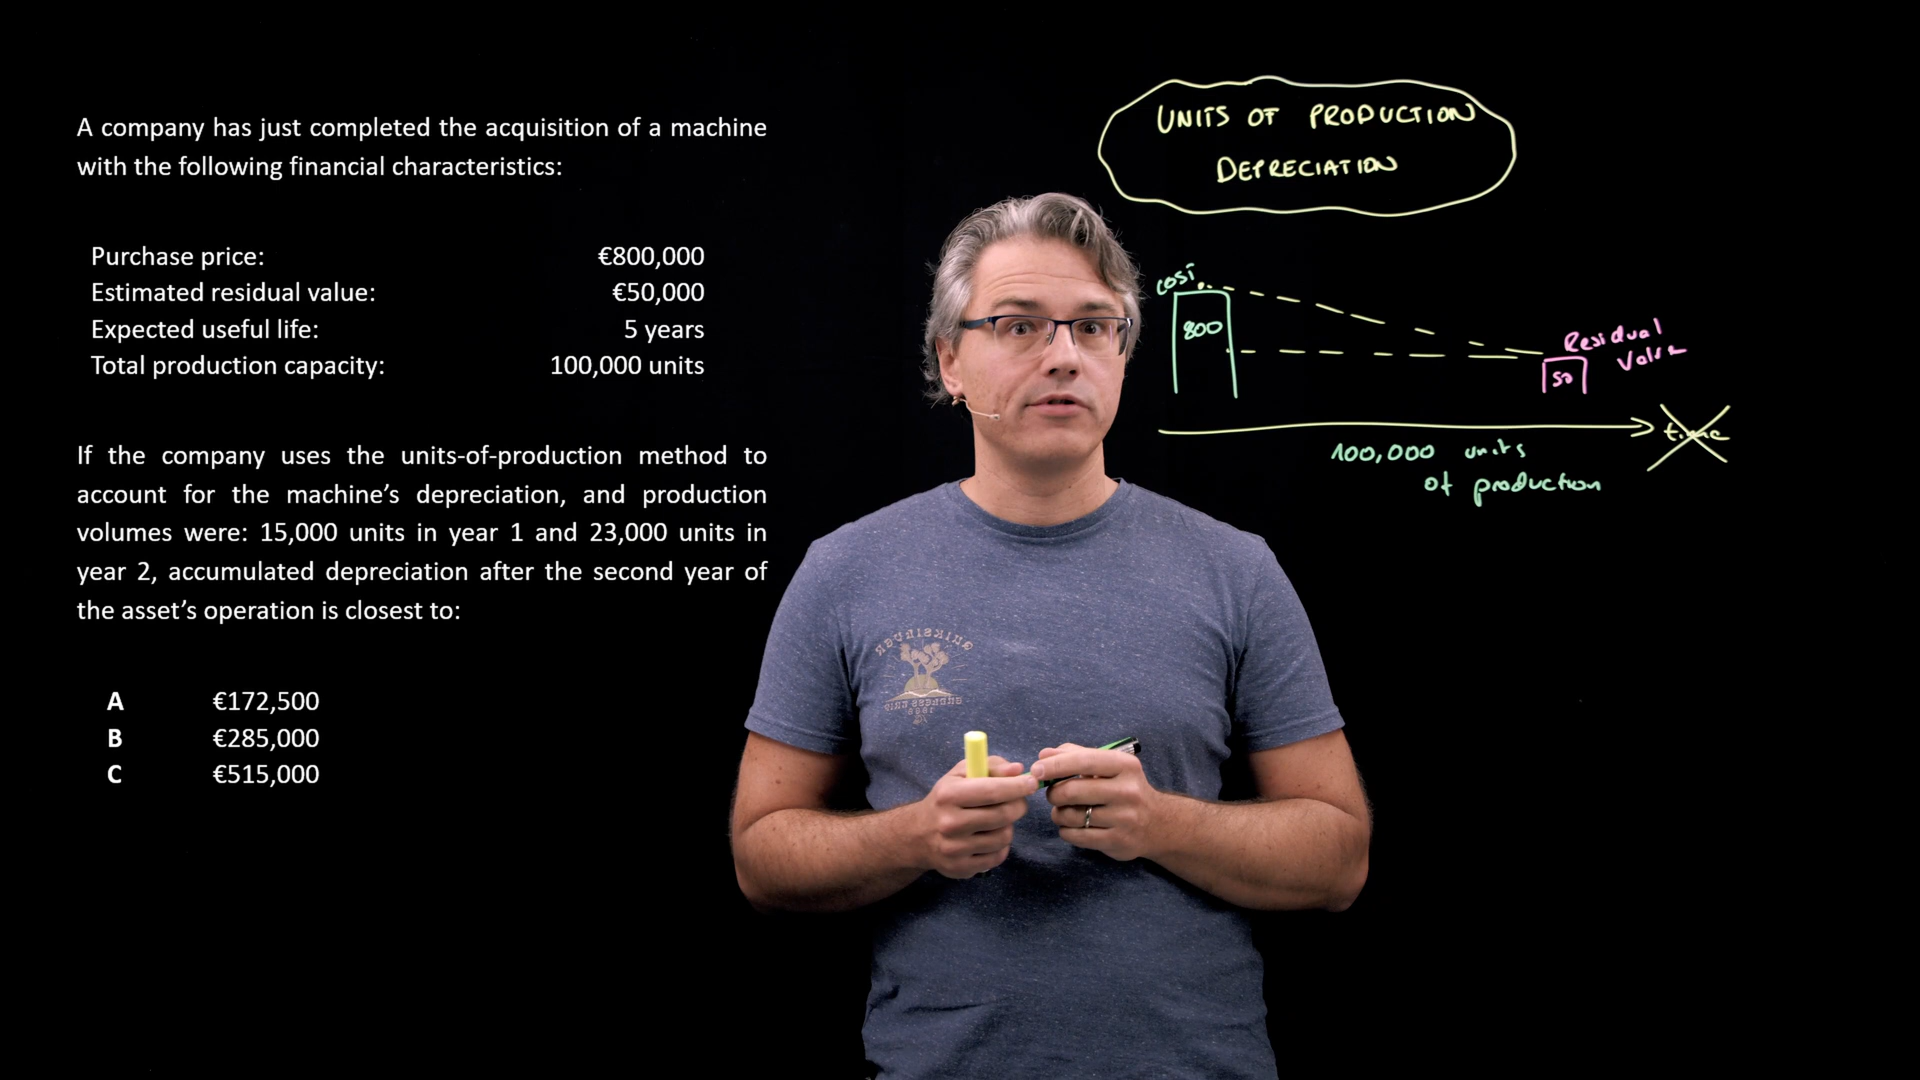 A company has just completed the acquisition of a machine
with the following financial characteristics:
Purchase price: €800,000
Estimated residual value: €50,000
Expected useful life: 5 years
Total production capacity: 100,000 units
If the company uses the units-of-production method to
account for the machine's depreciation, and production
volumes were: 15,000 units in year 1 and 23,000 units in
year 2, accumulated depreciation after the second year of
the asset's operation is closest to:
A €172,500
B €285,000
C €515,000
UNITS OF PRODUCTION
DEPRECIATION
COST
800
Residual
Value
50
time
100,000 units
of production
QUIKSILVER